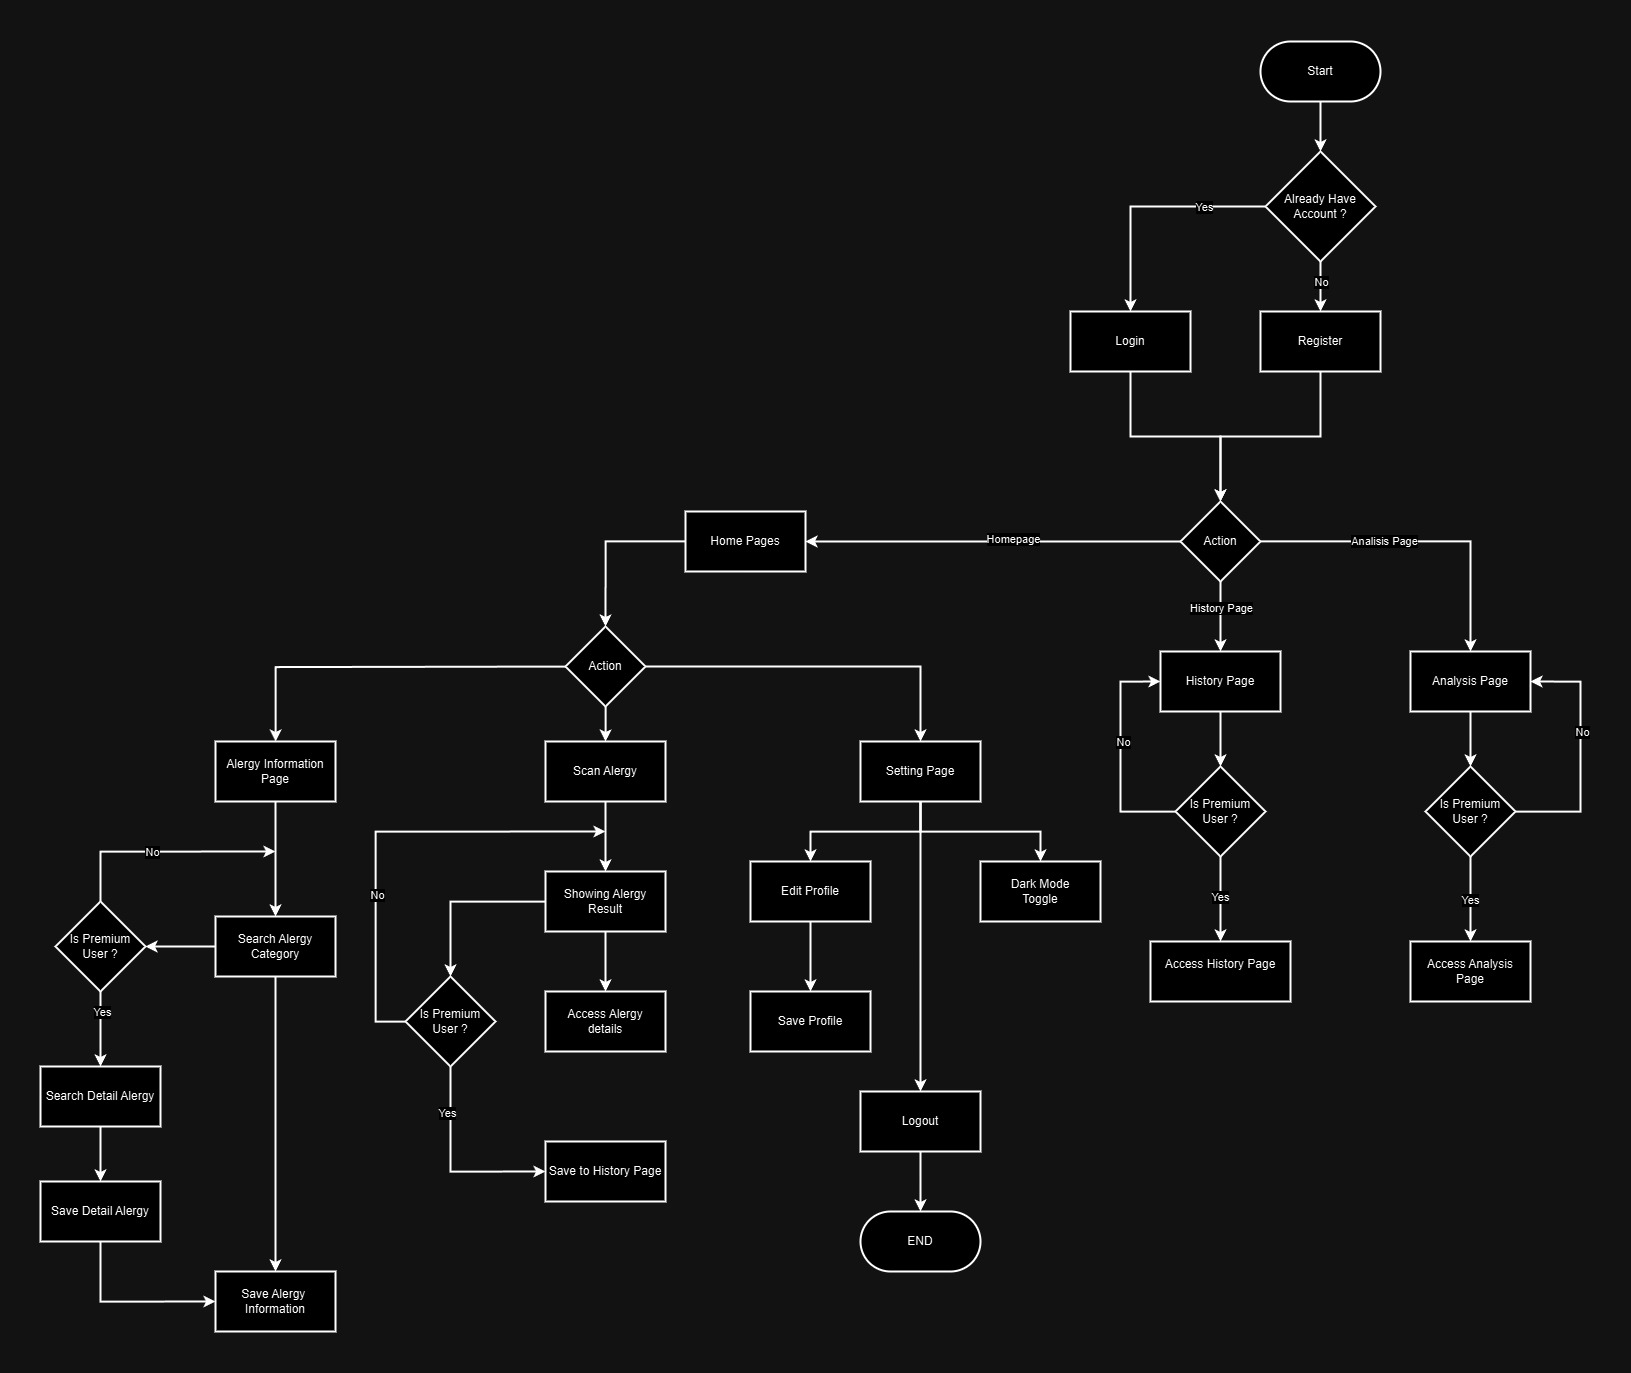 Start
Already Have
Account ?
Yes
No
Login
Register
Home Pages
Homepage
Action
Analisis Page
History Page
Action
History Page
Analysis Page
No
No
Alergy Information
Page
Scan Alergy
Setting Page
Is Premium
User ?
Is Premium
User ?
No
No
Showing Alergy
Result
Edit Profile
Dark Mode
Toggle
Yes
Yes
Is Premium
User ?
Search Alergy
Category
Access History Page
Access Analysis
Page
Yes
Is Premium
User ?
Access Alergy
details
Save Profile
Search Detail Alergy
Yes
Logout
Save to History Page
Save Detail Alergy
END
Save Alergy
Information